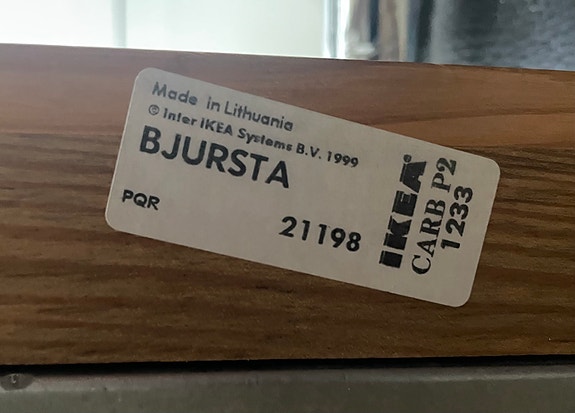 Made in Lithuania
© Inter IKEA Systems B.V. 1999
BJURSTA
PQR
21198
IKEA®
CARB P2
1233